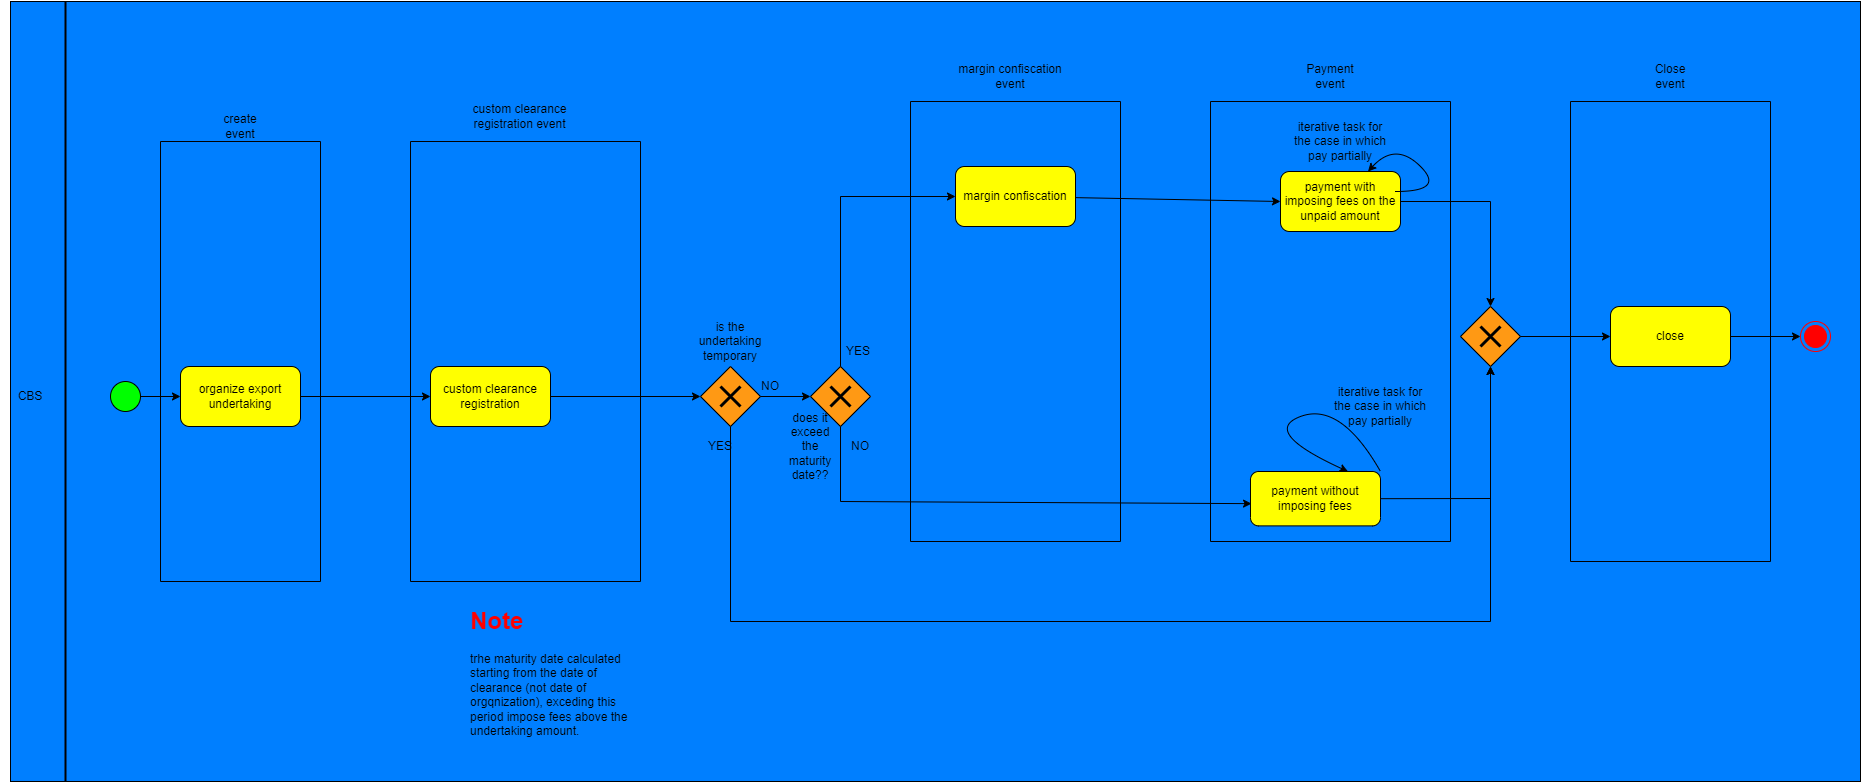 CBS
create
event
organize export
undertaking
custom clearance
registration event
custom clearance
registration
is the
undertaking
temporary
NO
YES
does it
exceed
the
maturity
date??
YES
NO
margin confiscation
event
margin confiscation
Payment
event
iterative task for
the case in which
pay partially
payment with
imposing fees on the
unpaid amount
iterative task for
the case in which
pay partially
payment without
imposing fees
Close
event
close
Note
trhe maturity date calculated
starting from the date of
clearance (not date of
orgqnization), exceding this
period impose fees above the
undertaking amount.